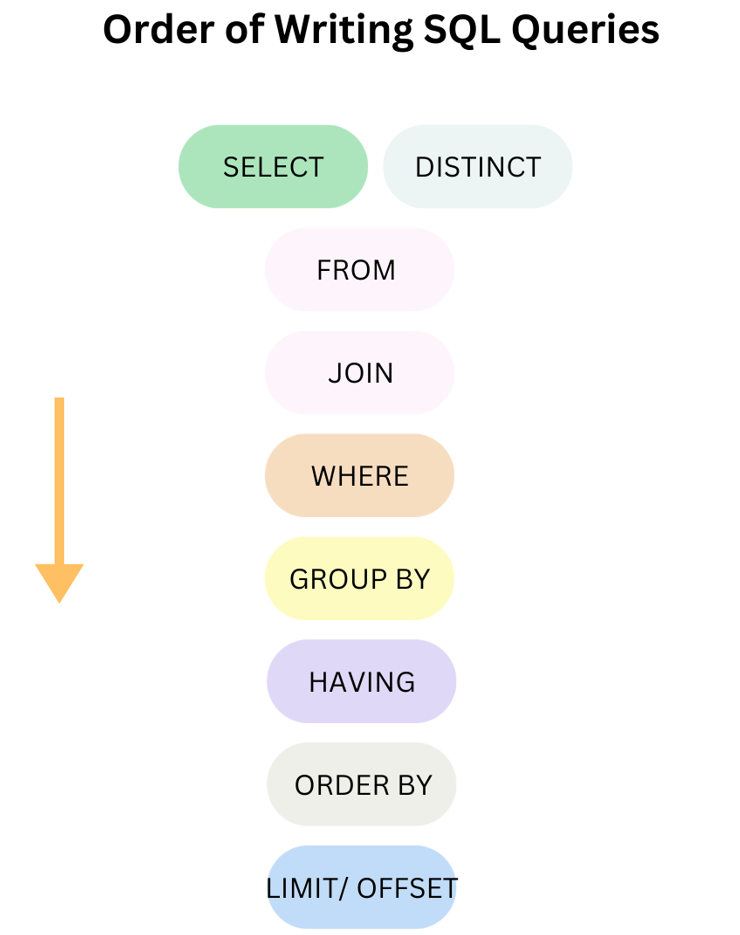 Order of Writing SQL Queries
SELECT DISTINCT
FROM
JOIN
WHERE
GROUP BY
HAVING
ORDER BY
LIMIT/ OFFSET